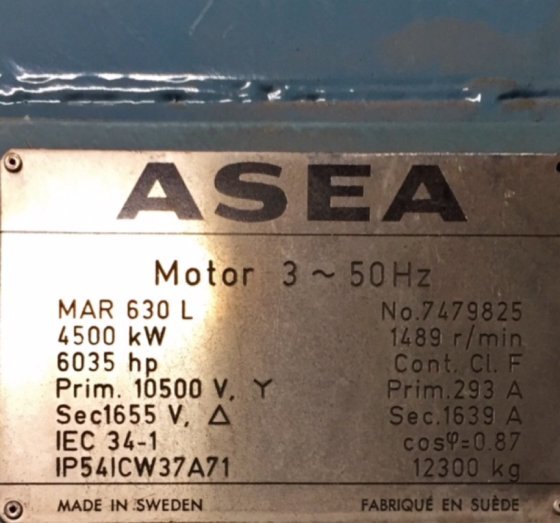 ASEA
Motor 3 ~ 50Hz
MAR 630 L No.7479825
4500 kW 1489 r/min
6035 hp Cont. Cl. F
Prim. 10500 V, Y Prim.293 A
Sec1655 V, △ Sec.1639 A
IEC 34-1 cosφ=0.87
IP54ICW37A71 12300 kg
MADE IN SWEDEN FABRIQUÉ EN SUÈDE